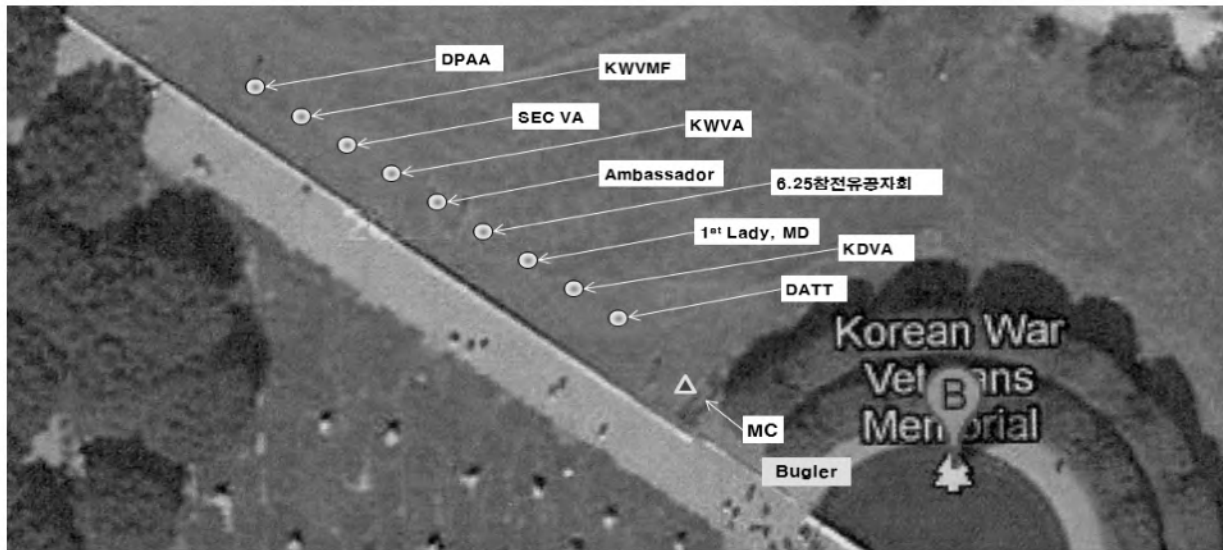 DPAA
KWVMF
SEC VA
KWVA
Ambassador
6.25참전유공자회
1st Lady, MD
KDVA
DATT
MC
Bugler
Korean War
Veterans
Memorial
B